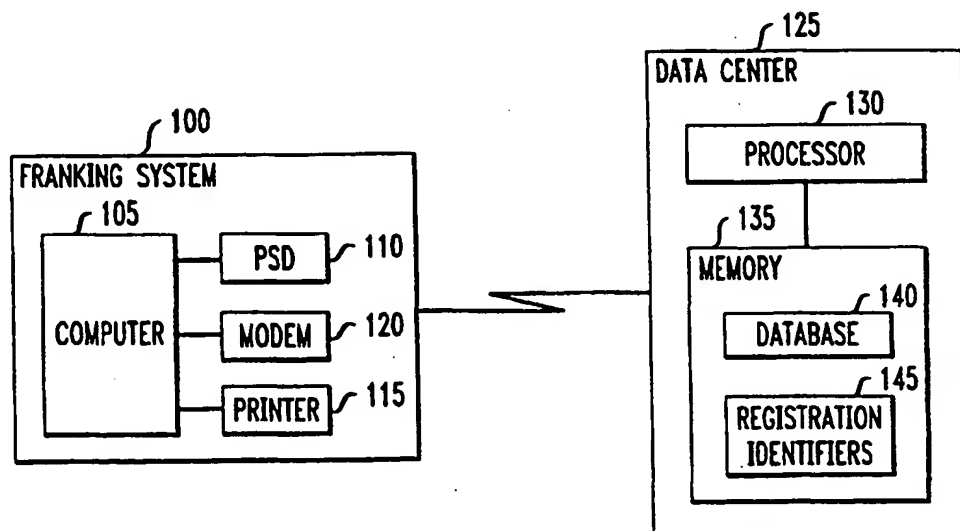 100
FRANKING SYSTEM
105
COMPUTER
PSD
110
MODEM
120
PRINTER
115
125
DATA CENTER
130
PROCESSOR
135
MEMORY
140
DATABASE
145
REGISTRATION
IDENTIFIERS